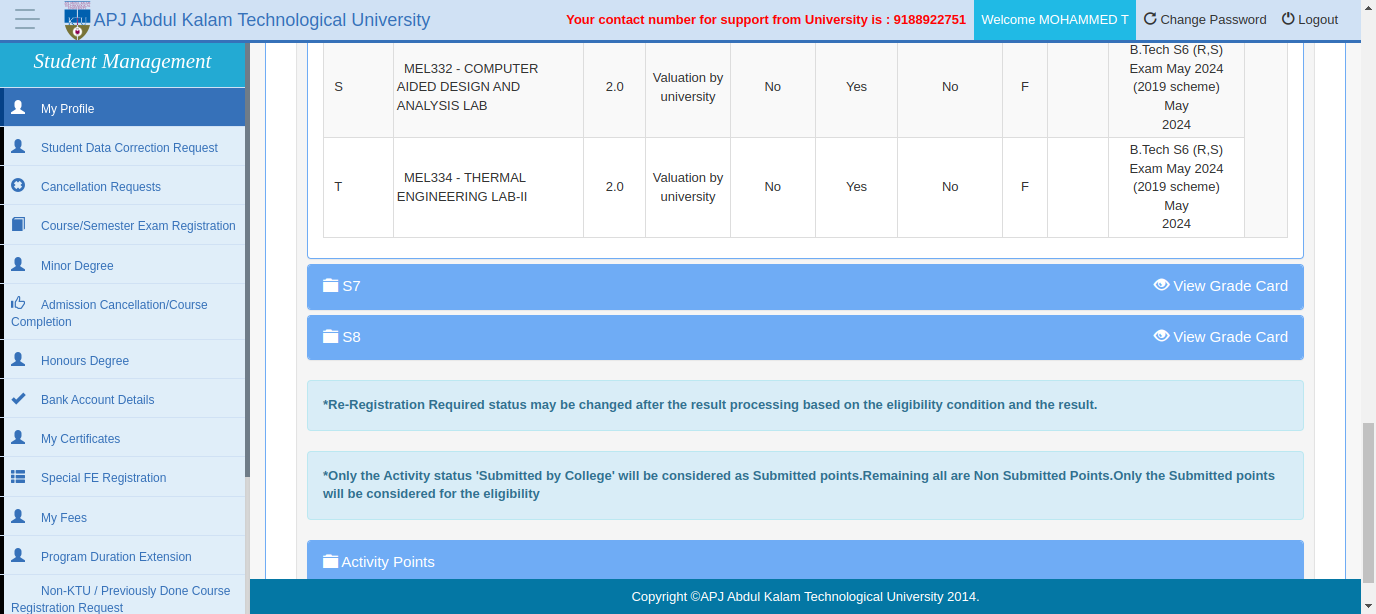 APJ Abdul Kalam Technological University
Your contact number for support from University is : 9188922751
Welcome MOHAMMED T
Change Password
Logout
Student Management
My Profile
Student Data Correction Request
Cancellation Requests
Course/Semester Exam Registration
Minor Degree
Admission Cancellation/Course
Completion
Honours Degree
Bank Account Details
My Certificates
Special FE Registration
My Fees
Program Duration Extension
Non-KTU / Previously Done Course
Registration Request
S
MEL332 - COMPUTER
AIDED DESIGN AND
ANALYSIS LAB
2.0
Valuation by
university
No
Yes
No
F
B.Tech S6 (R,S)
Exam May 2024
(2019 scheme)
May
2024
T
MEL334 - THERMAL
ENGINEERING LAB-II
2.0
Valuation by
university
No
Yes
No
F
B.Tech S6 (R,S)
Exam May 2024
(2019 scheme)
May
2024
S7
View Grade Card
S8
View Grade Card
*Re-Registration Required status may be changed after the result processing based on the eligibility condition and the result.
*Only the Activity status 'Submitted by College' will be considered as Submitted points.Remaining all are Non Submitted Points.Only the Submitted points
will be considered for the eligibility
Activity Points
Copyright ©APJ Abdul Kalam Technological University 2014.